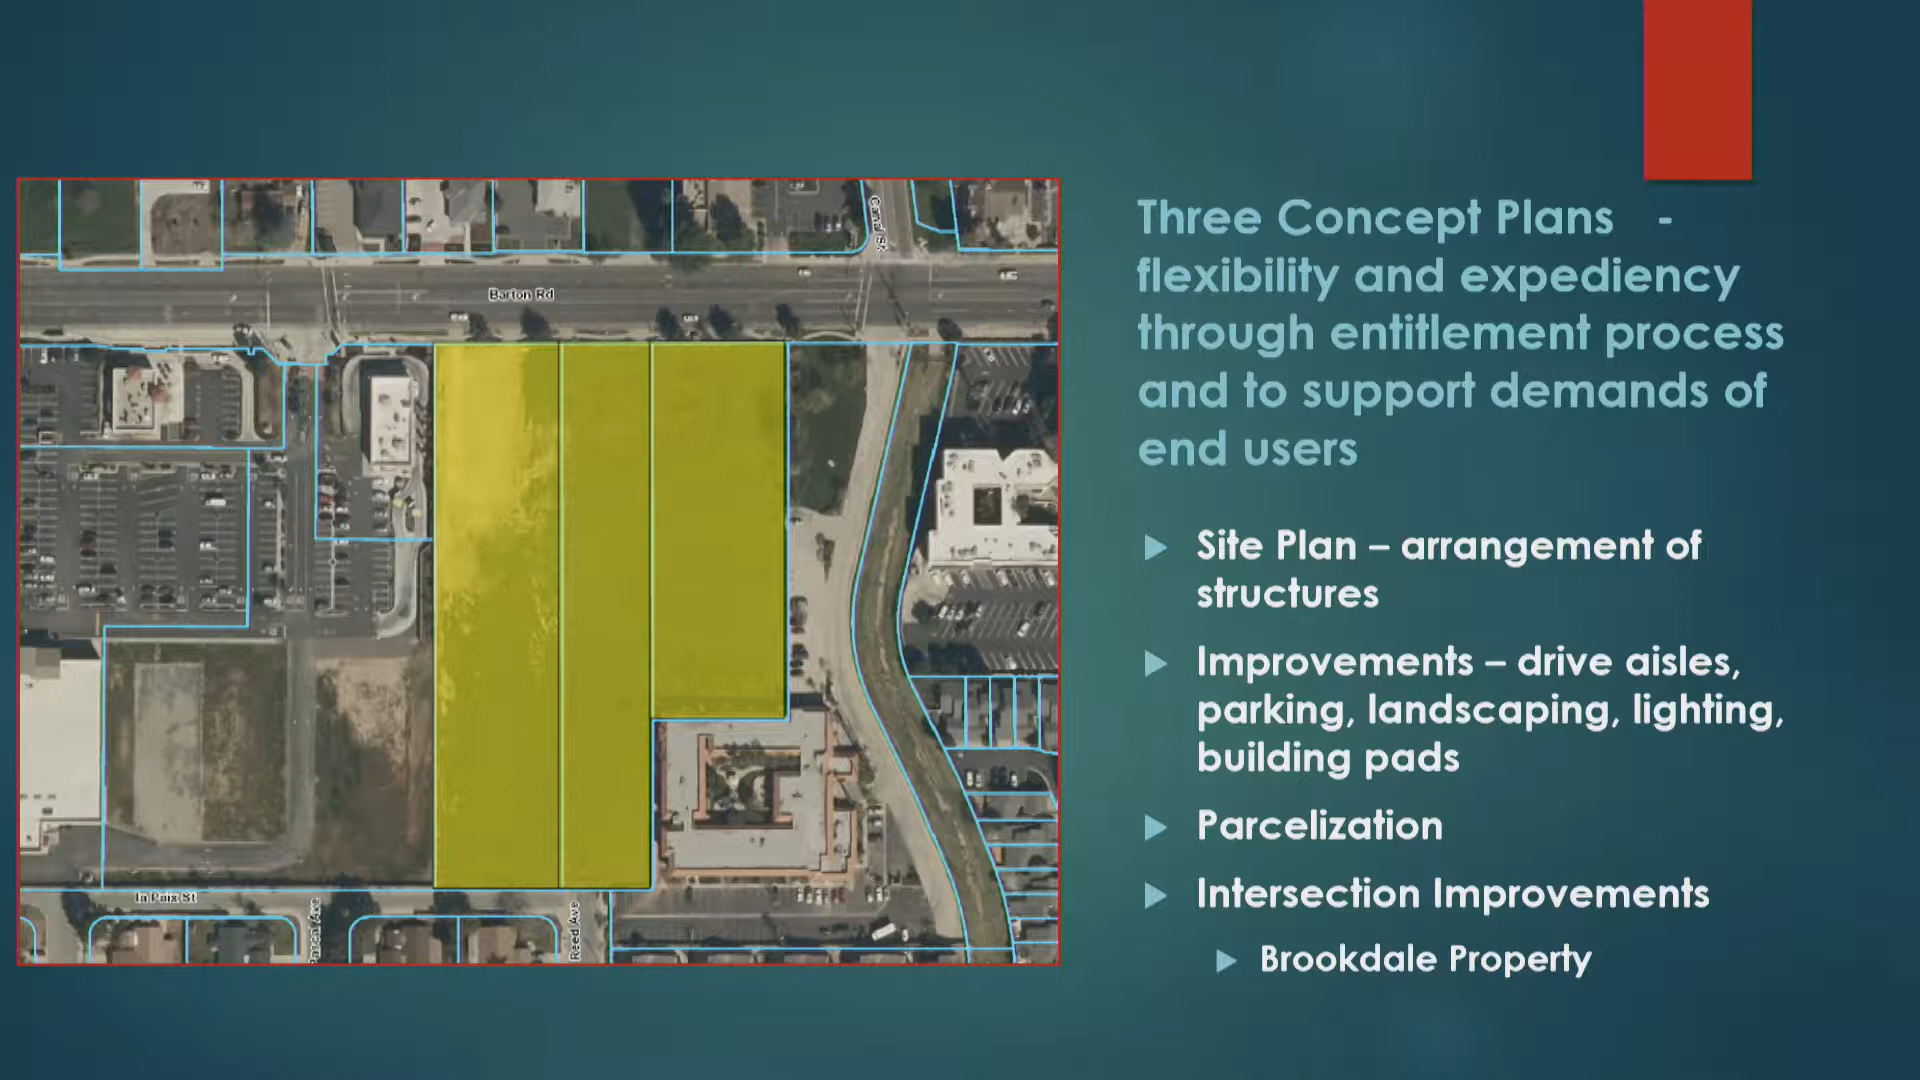 Canal St
Barton Rd
la Paix St
Reed Ave
Three Concept Plans -
flexibility and expediency
through entitlement process
and to support demands of
end users
Site Plan – arrangement of
structures
Improvements – drive aisles,
parking, landscaping, lighting,
building pads
Parcelization
Intersection Improvements
Brookdale Property